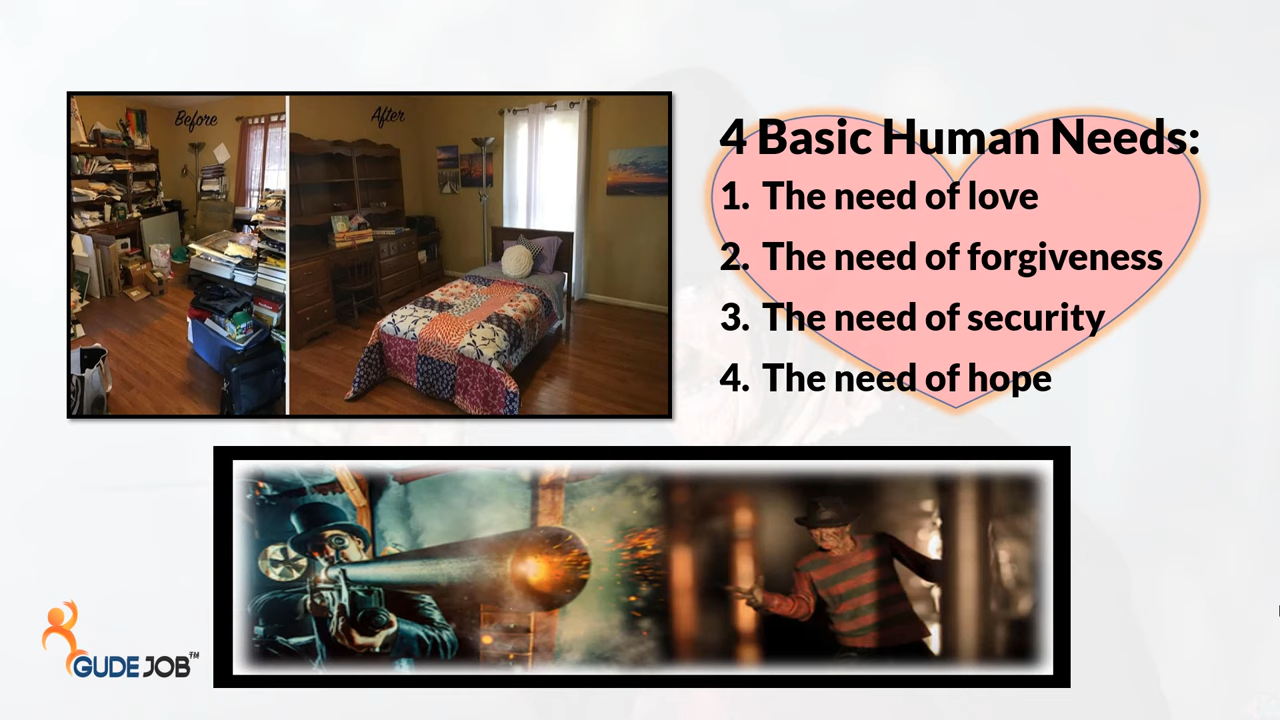 Before
After
4 Basic Human Needs:
1. The need of love
2. The need of forgiveness
3. The need of security
4. The need of hope
GUDE JOB™